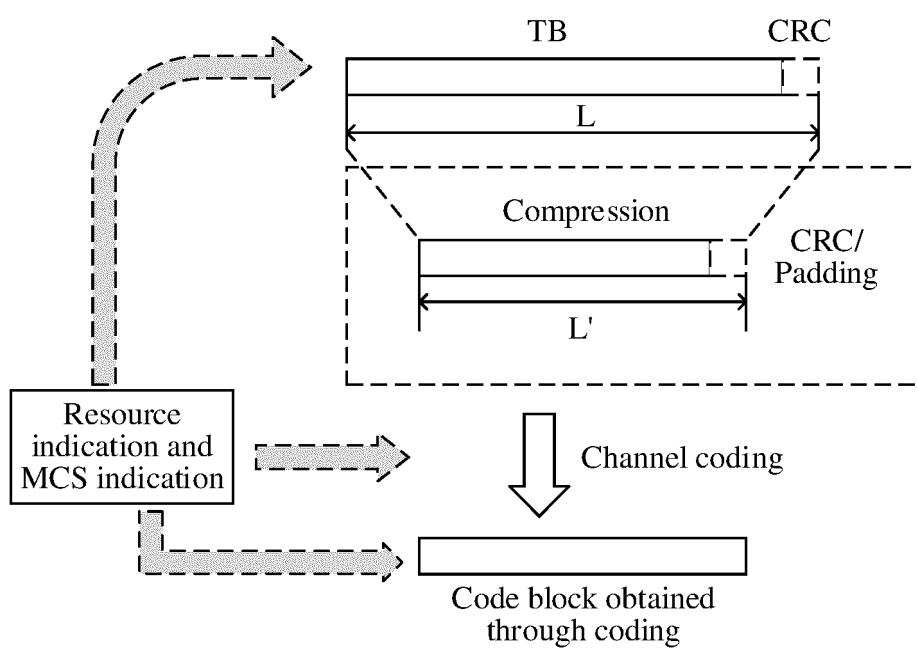 TB
CRC
L
Compression
CRC/
Padding
L'
Resource
indication and
MCS indication
Channel coding
Code block obtained
through coding